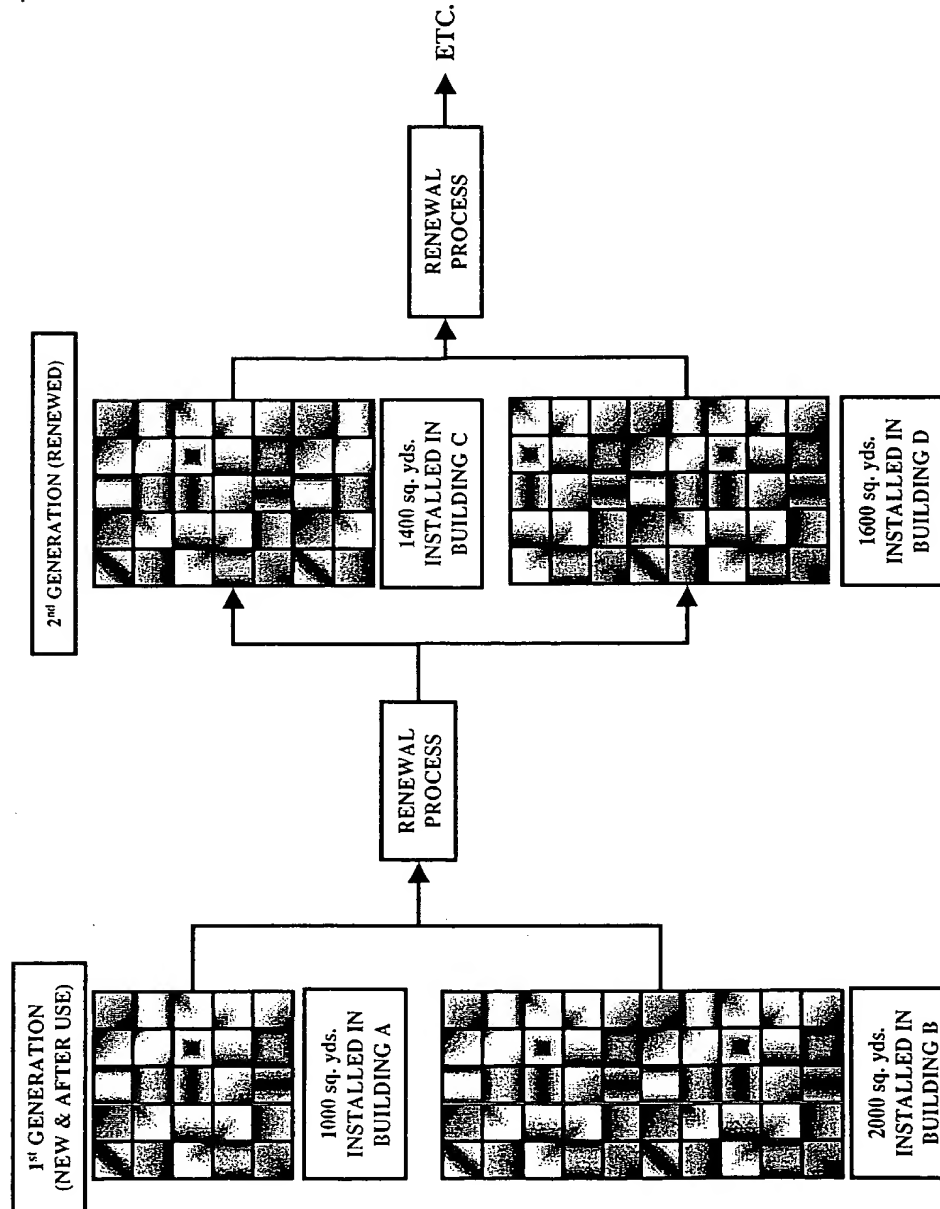 1st GENERATION
(NEW & AFTER USE)
1000 sq. yds.
INSTALLED IN
BUILDING A
2000 sq. yds.
INSTALLED IN
BUILDING B
RENEWAL
PROCESS
2nd GENERATION (RENEWED)
1400 sq. yds.
INSTALLED IN
BUILDING C
1600 sq. yds.
INSTALLED IN
BUILDING D
RENEWAL
PROCESS
ETC.